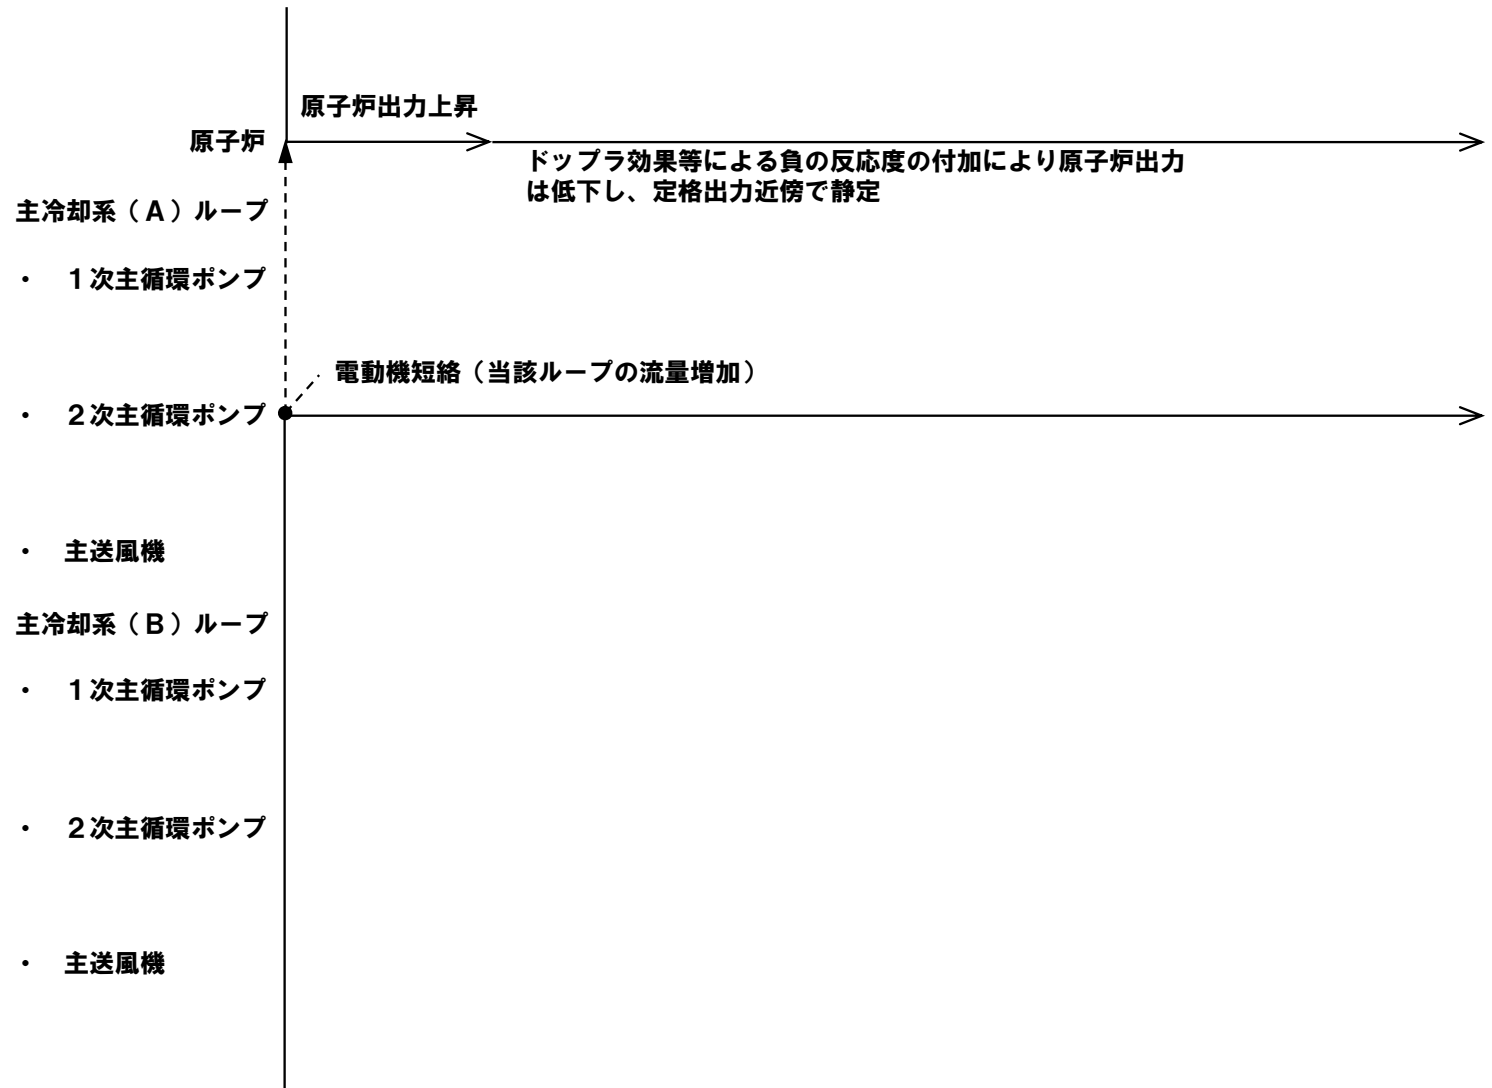 原子炉出力上昇
原子炉
ドップラ効果等による負の反応度の付加により原子炉出力
は低下し、定格出力近傍で静定
主冷却系（A）ループ
・　1次主循環ポンプ
電動機短絡（当該ループの流量増加）
・　2次主循環ポンプ
・　主送風機
主冷却系（B）ループ
・　1次主循環ポンプ
・　2次主循環ポンプ
・　主送風機